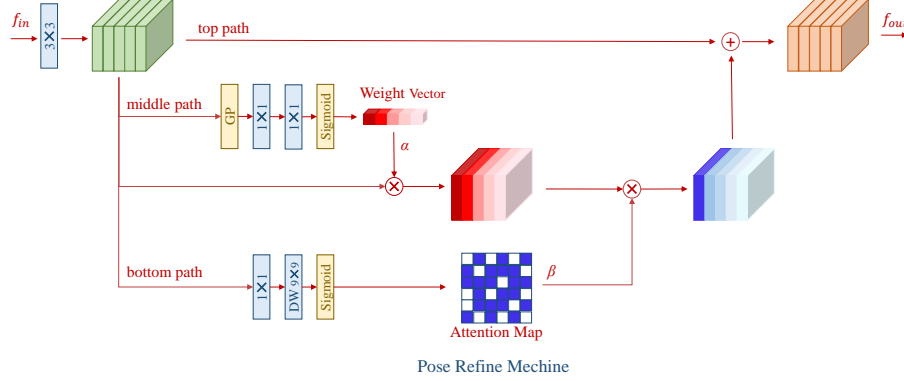 f_in
3×3
top path
+
f_out
middle path
GP
1×1
1×1
Sigmoid
Weight Vector
α
×
×
bottom path
1×1
DW 9×9
Sigmoid
β
Attention Map
Pose Refine Mechine